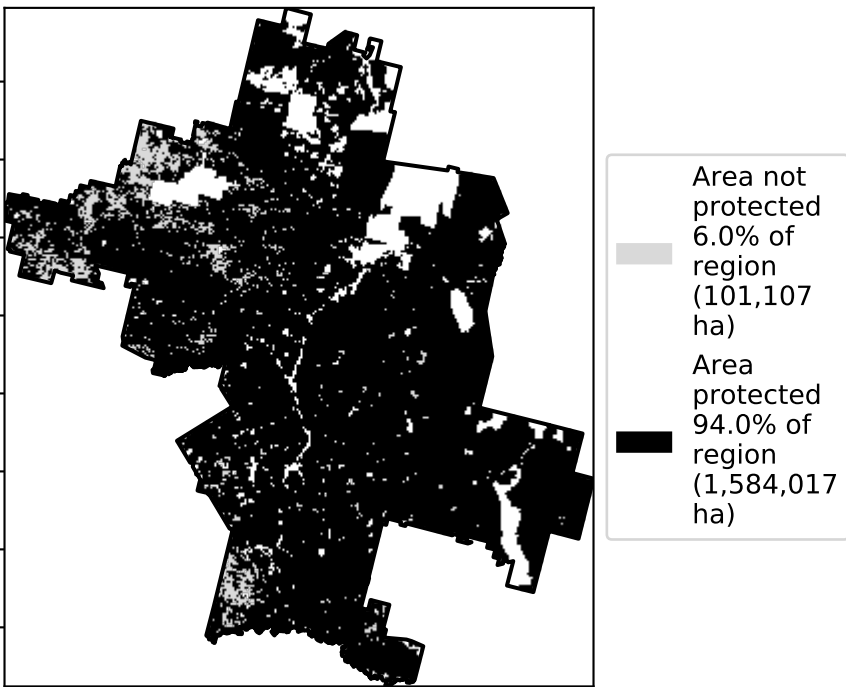 Area not
protected
6.0% of
region
(101,107
ha)
Area
protected
94.0% of
region
(1,584,017
ha)